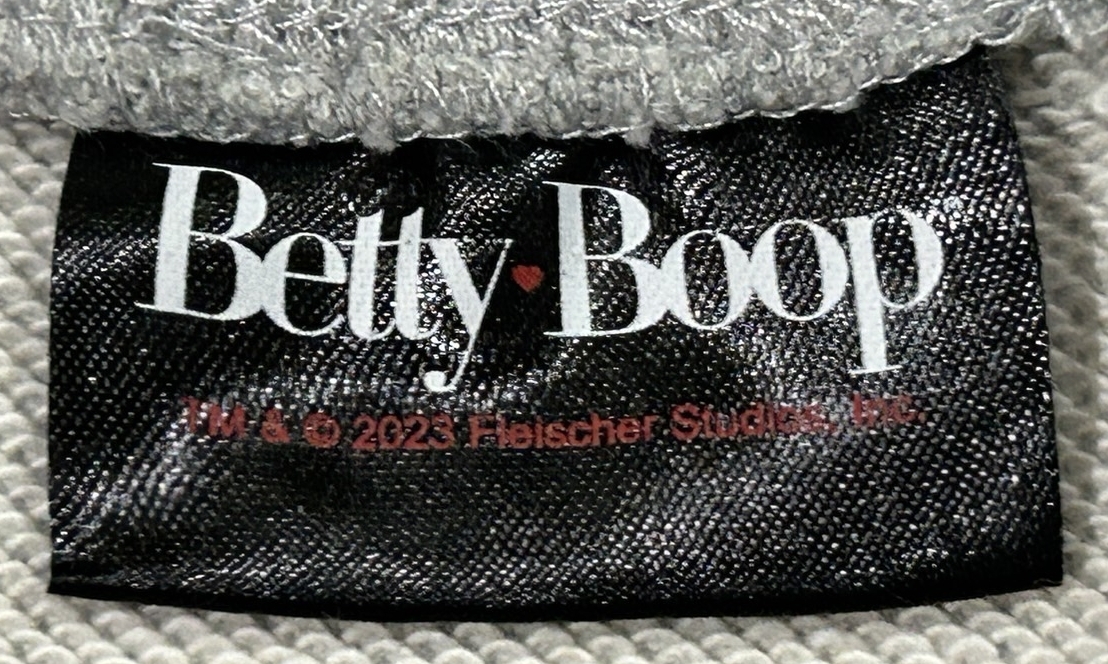 Betty Boop®
TM & © 2023 Fleischer Studios, Inc.